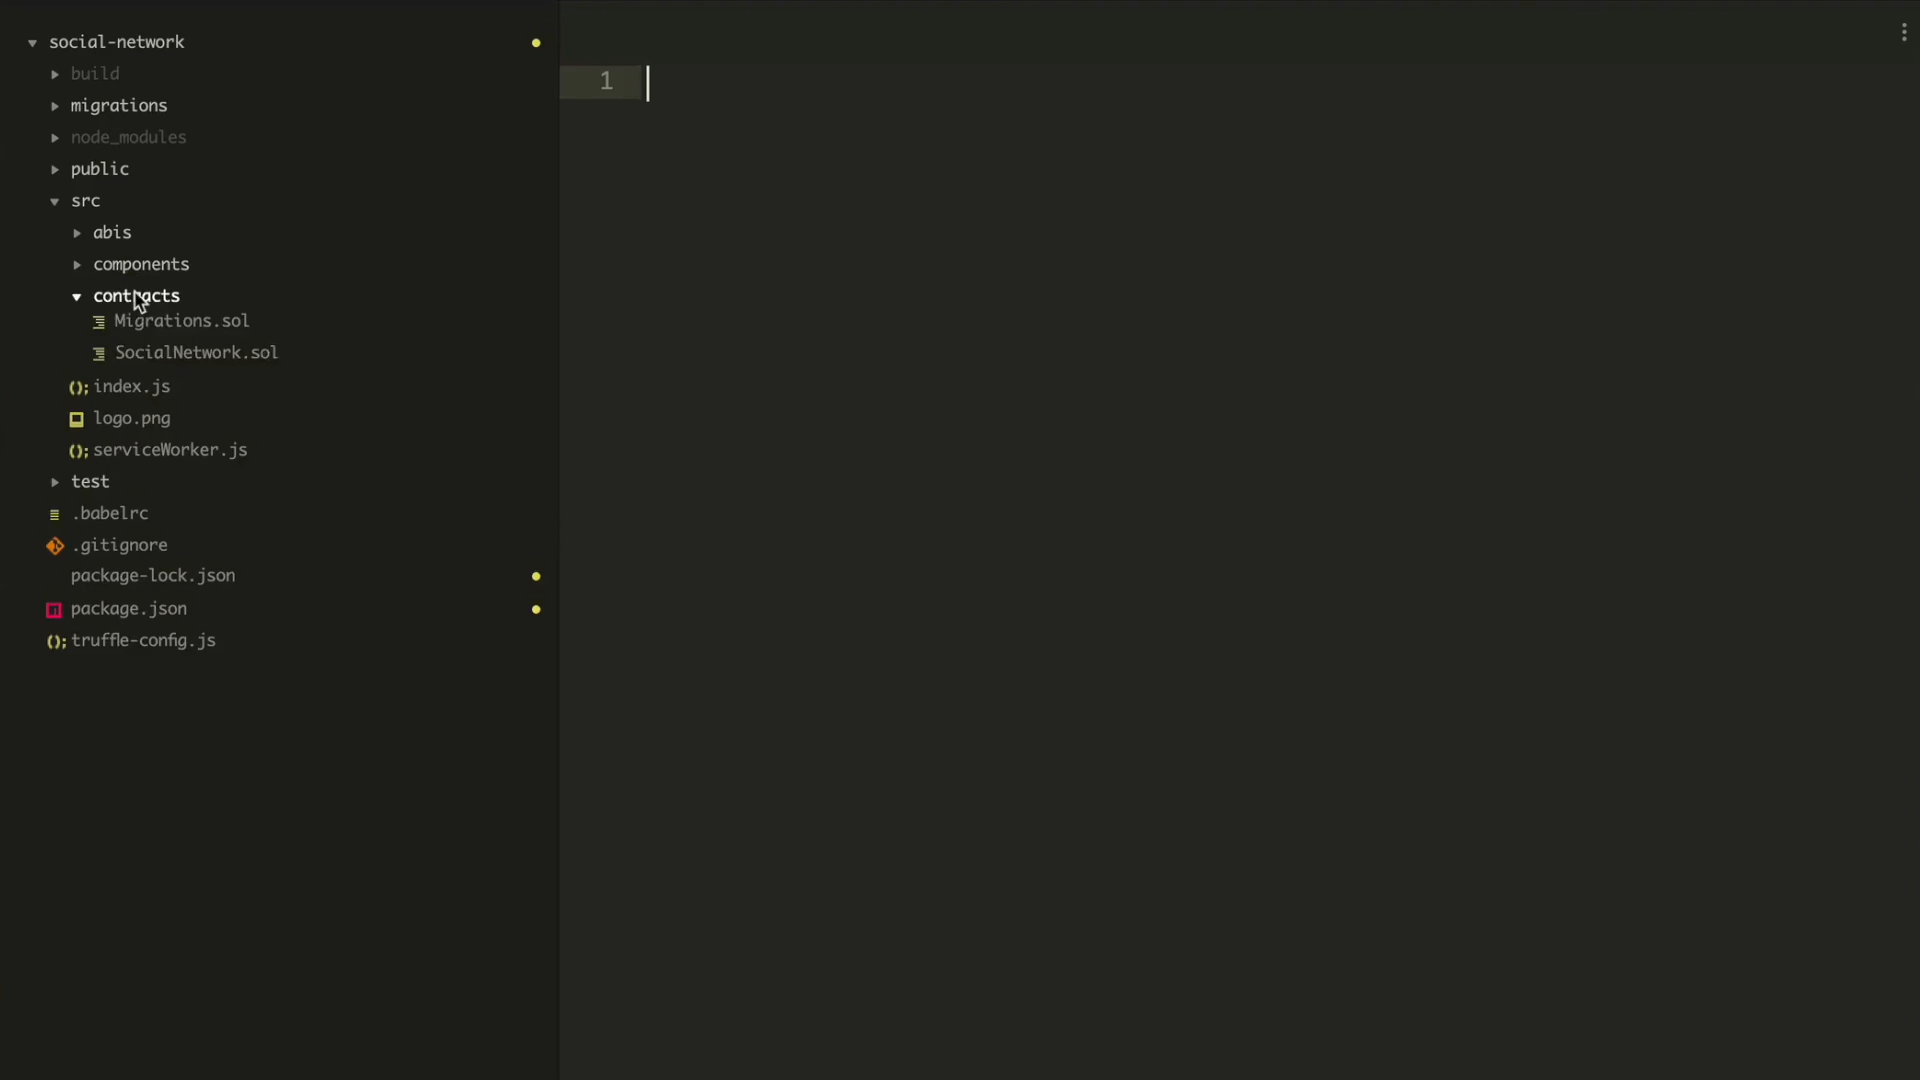 social-network
build
migrations
node_modules
public
src
abis
components
contracts
Migrations.sol
SocialNetwork.sol
index.js
logo.png
serviceWorker.js
test
.babelrc
.gitignore
package-lock.json
package.json
truffle-config.js
1